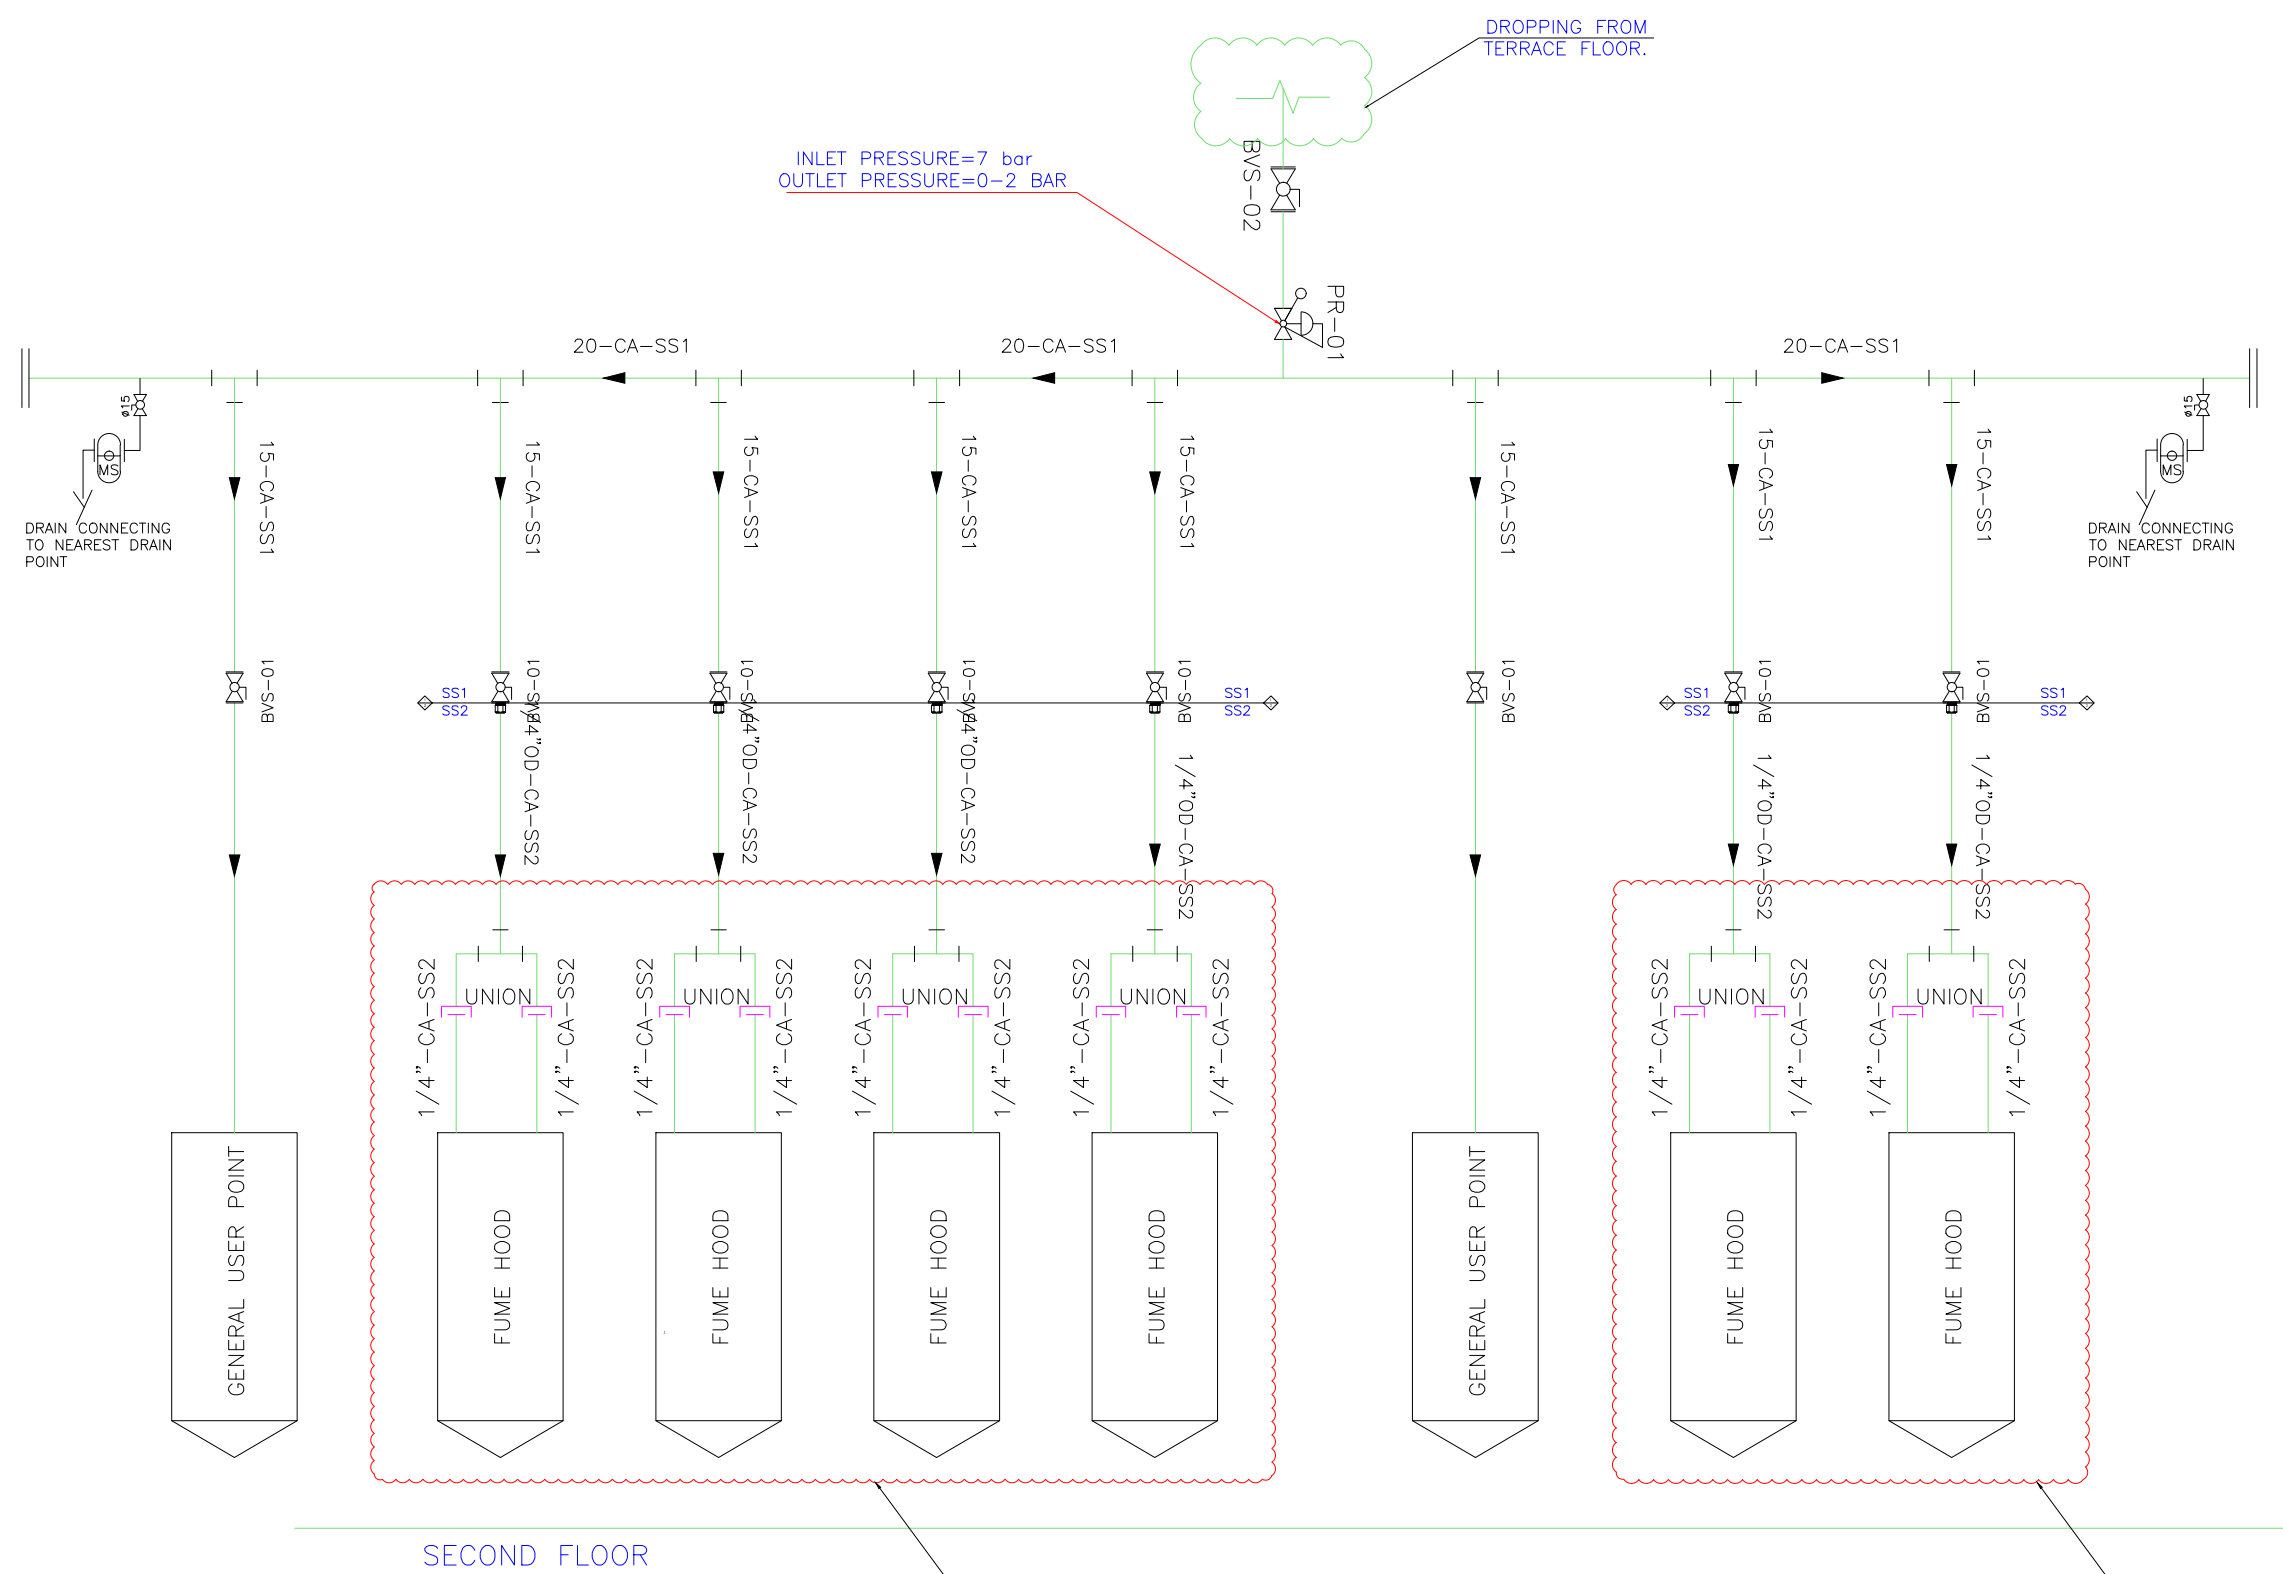 DROPPING FROM
TERRACE FLOOR.
INLET PRESSURE=7 bar
OUTLET PRESSURE=0-2 BAR
BVS-02
PR-01
20-CA-SS1
20-CA-SS1
20-CA-SS1
ø15
ø15
MS
MS
DRAIN CONNECTING
TO NEAREST DRAIN
POINT
DRAIN CONNECTING
TO NEAREST DRAIN
POINT
15-CA-SS1
15-CA-SS1
15-CA-SS1
15-CA-SS1
15-CA-SS1
15-CA-SS1
15-CA-SS1
15-CA-SS1
BVS-01
BVS-01
BVS-01
BVS-01
BVS-01
BVS-01
BVS-01
BVS-01
SS1
SS2
SS1
SS2
SS1
SS2
SS1
SS2
1/4"OD-CA-SS2
1/4"OD-CA-SS2
1/4"OD-CA-SS2
1/4"OD-CA-SS2
1/4"OD-CA-SS2
1/4"OD-CA-SS2
1/4"-CA-SS2
UNION
1/4"-CA-SS2
1/4"-CA-SS2
UNION
1/4"-CA-SS2
1/4"-CA-SS2
UNION
1/4"-CA-SS2
1/4"-CA-SS2
UNION
1/4"-CA-SS2
1/4"-CA-SS2
UNION
1/4"-CA-SS2
1/4"-CA-SS2
UNION
1/4"-CA-SS2
GENERAL USER POINT
FUME HOOD
FUME HOOD
FUME HOOD
FUME HOOD
GENERAL USER POINT
FUME HOOD
FUME HOOD
SECOND FLOOR